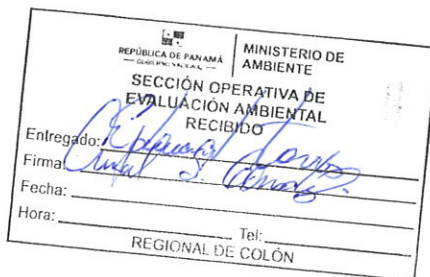 REPÚBLICA DE PANAMÁ
MINISTERIO DE
AMBIENTE
SECCIÓN OPERATIVA DE
EVALUACIÓN AMBIENTAL
RECIBIDO
Entregado:
Firma:
Fecha:
Hora: Tel:
REGIONAL DE COLÓN